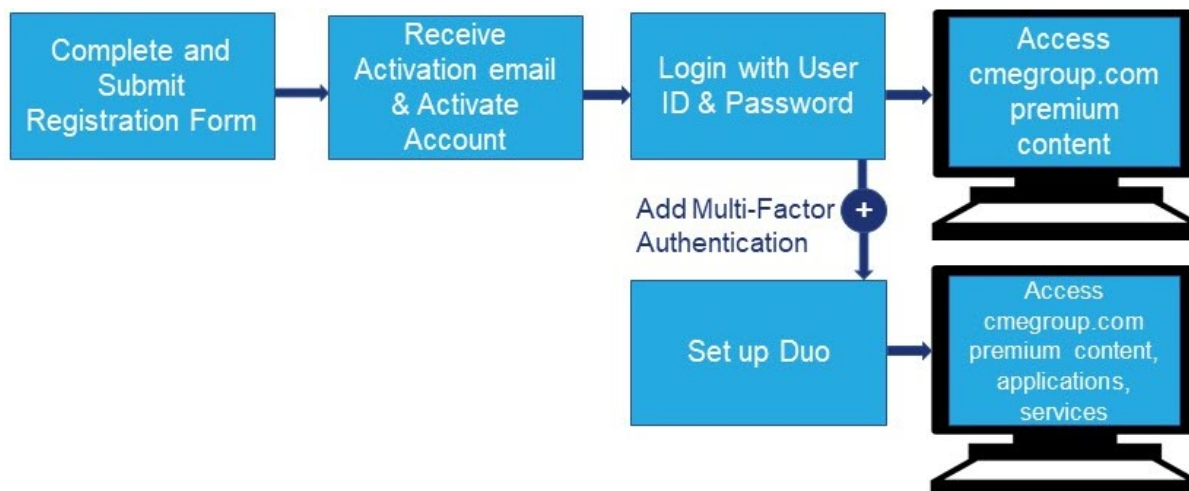 Complete and
Submit
Registration Form
Receive
Activation email
& Activate
Account
Login with User
ID & Password
Access
cmegroup.com
premium
content
Add Multi-Factor
Authentication
+
Set up Duo
Access
cmegroup.com
premium content,
applications,
services